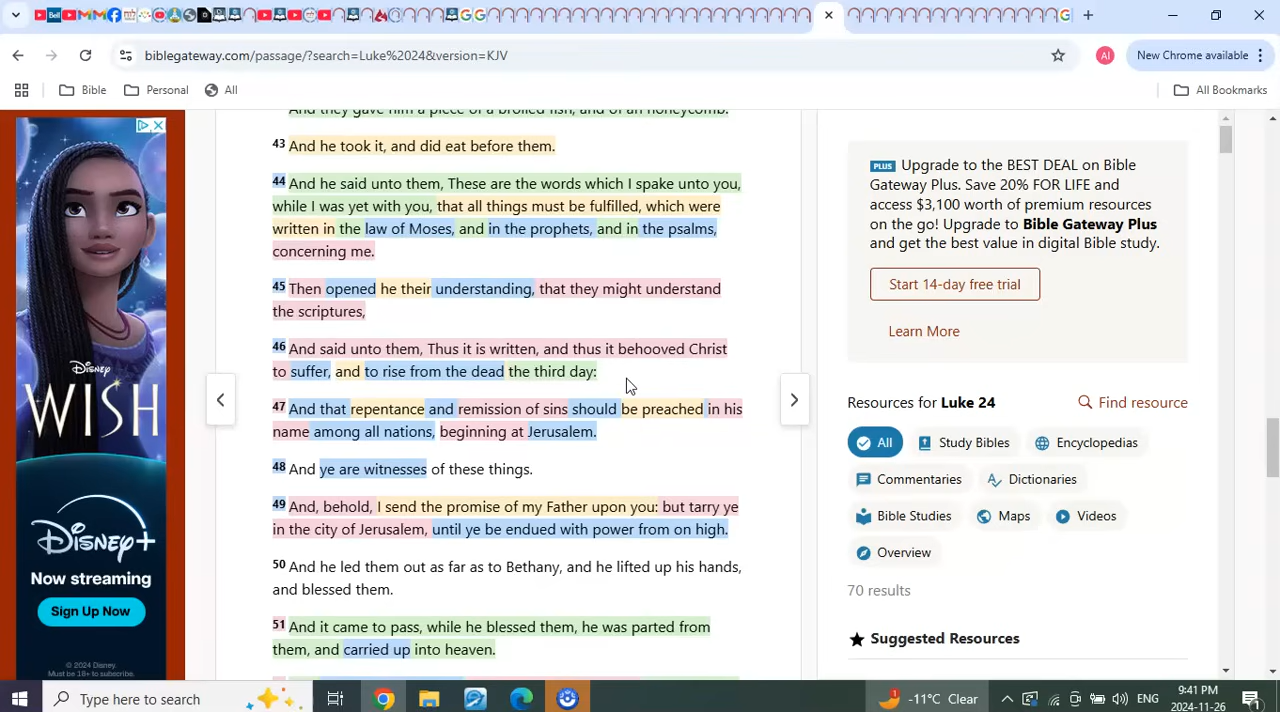 Bell
AI
New Chrome available
biblegateway.com/passage/?search=Luke%2024&version=KJV
Bible
Personal
All
All Bookmarks
And they gave him a piece of a broiled fish, and of an honeycomb.
43 And he took it, and did eat before them.
44 And he said unto them, These are the words which I spake unto you,
while I was yet with you, that all things must be fulfilled, which were
written in the law of Moses, and in the prophets, and in the psalms,
concerning me.
45 Then opened he their understanding, that they might understand
the scriptures,
46 And said unto them, Thus it is written, and thus it behooved Christ
to suffer, and to rise from the dead the third day:
47 And that repentance and remission of sins should be preached in his
name among all nations, beginning at Jerusalem.
48 And ye are witnesses of these things.
49 And, behold, I send the promise of my Father upon you: but tarry ye
in the city of Jerusalem, until ye be endued with power from on high.
50 And he led them out as far as to Bethany, and he lifted up his hands,
and blessed them.
51 And it came to pass, while he blessed them, he was parted from
them, and carried up into heaven.
DISNEY
WISH
Disney+
Now streaming
Sign Up Now
© 2024 Disney.
Must be 18+ to subscribe.
PLUS Upgrade to the BEST DEAL on Bible
Gateway Plus. Save 20% FOR LIFE and
access $3,100 worth of premium resources
on the go! Upgrade to Bible Gateway Plus
and get the best value in digital Bible study.
Start 14-day free trial
Learn More
Resources for Luke 24
Find resource
All
Study Bibles
Encyclopedias
Commentaries
Dictionaries
Bible Studies
Maps
Videos
Overview
70 results
Suggested Resources
Type here to search
-11°C Clear
ENG
9:41 PM
2024-11-26
1